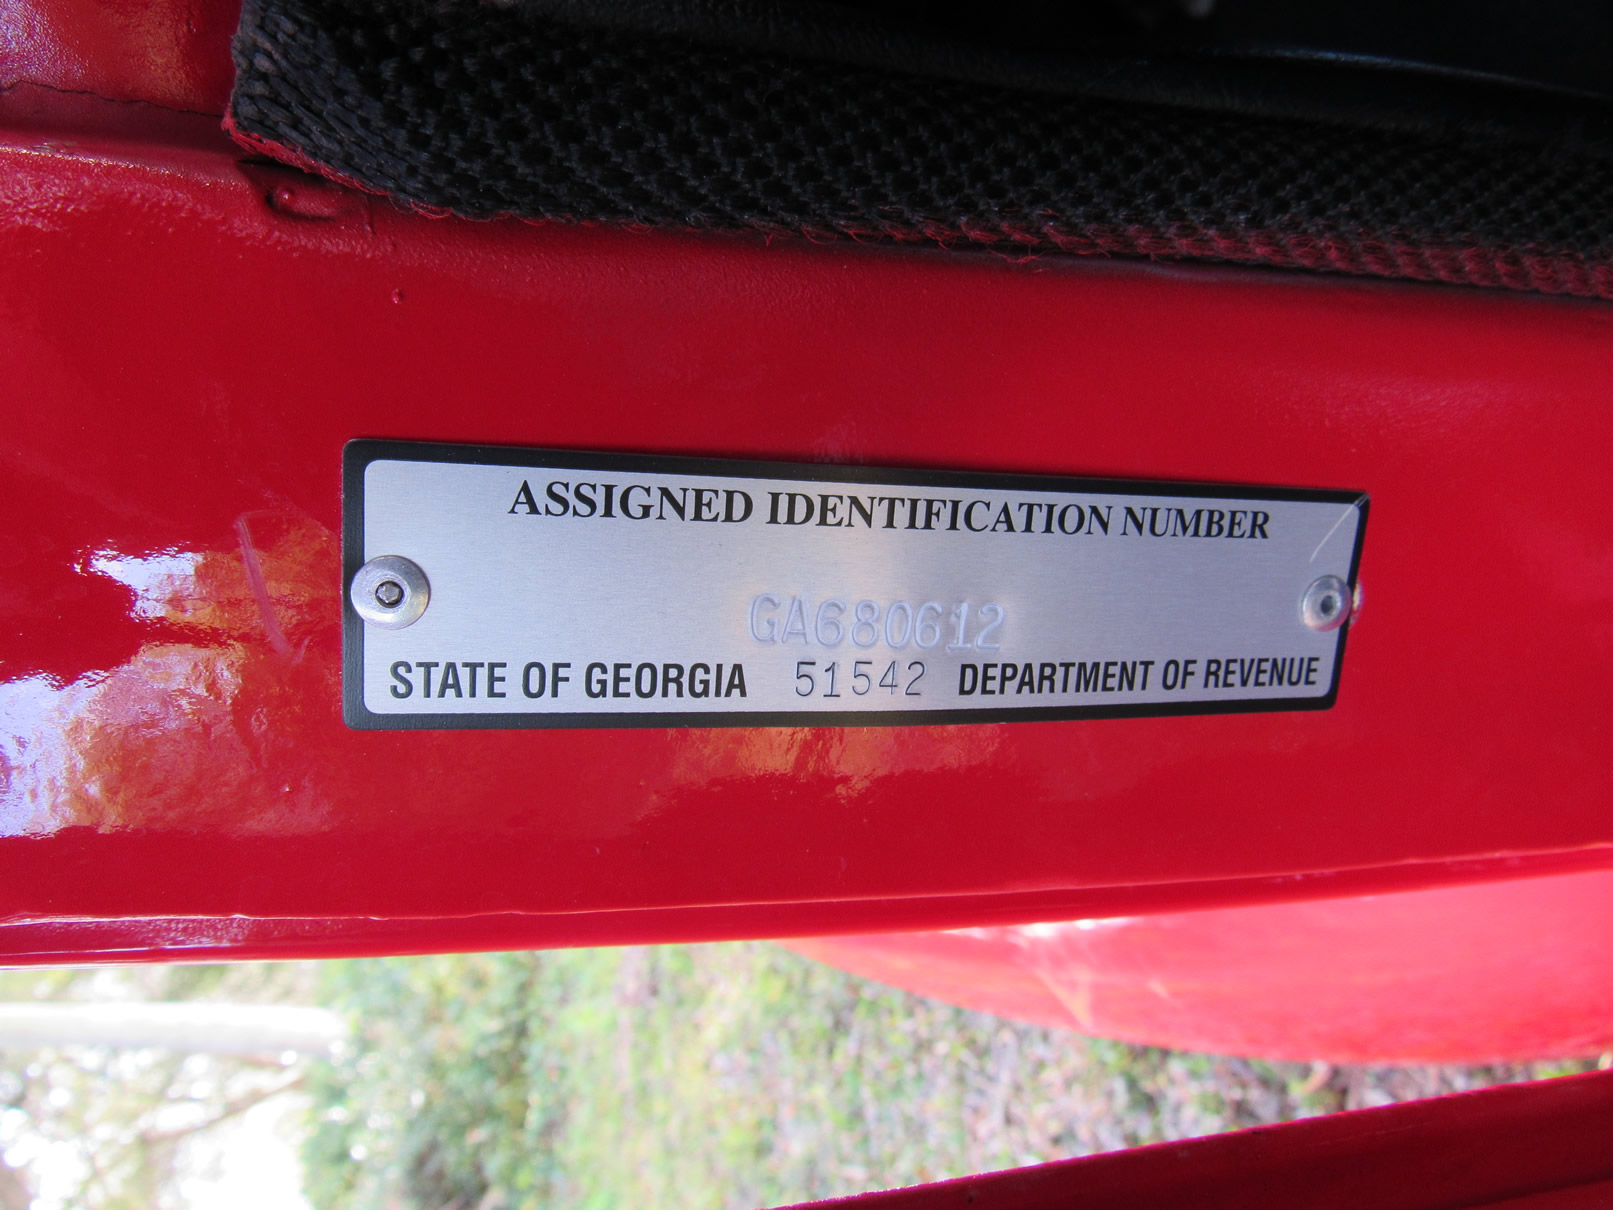 ASSIGNED IDENTIFICATION NUMBER
GA680612
STATE OF GEORGIA 51542 DEPARTMENT OF REVENUE